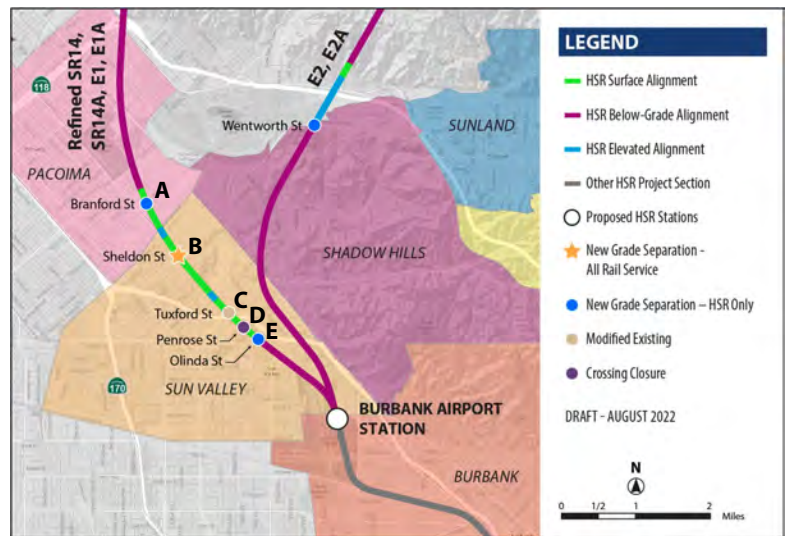 118
Refined SR14,
SR14A, E1, E1A
E2, E2A
Wentworth St
SUNLAND
PACOIMA
Branford St
A
Sheldon St
B
SHADOW HILLS
Tuxford St
C
Penrose St
D
Olinda St
E
170
SUN VALLEY
BURBANK AIRPORT
STATION
BURBANK
LEGEND
HSR Surface Alignment
HSR Below-Grade Alignment
HSR Elevated Alignment
Other HSR Project Section
Proposed HSR Stations
New Grade Separation -
All Rail Service
New Grade Separation – HSR Only
Modified Existing
Crossing Closure
DRAFT - AUGUST 2022
N
0 1/2 1 2
Miles